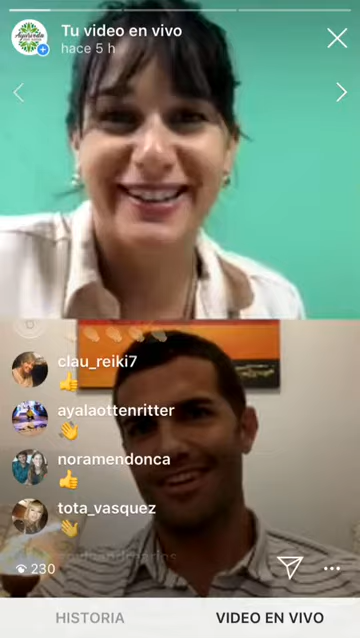 Tu video en vivo
hace 5 h
clau_reiki7
👍
ayalaottenritter
👋
noramendonca
👍
tota_vasquez
👋
230
HISTORIA
VIDEO EN VIVO